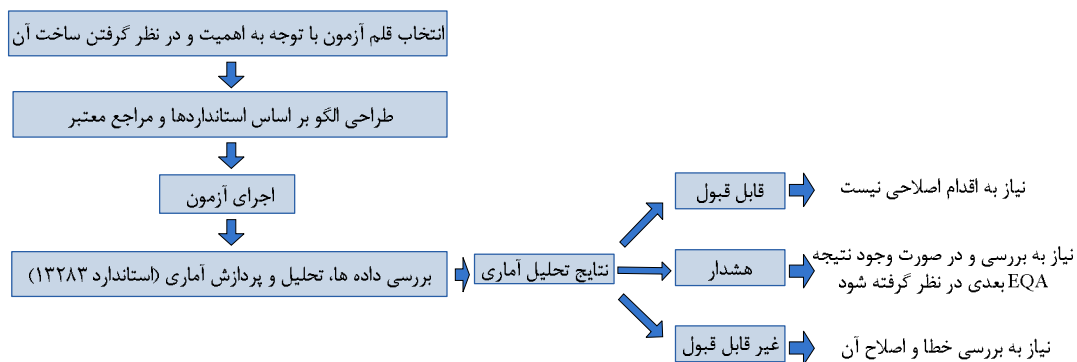 انتخاب قلم آزمون با توجه به اهمیت و در نظر گرفتن ساخت آن
طراحی الگو بر اساس استانداردها و مراجع معتبر
اجرای آزمون
بررسی داده ها، تحلیل و پردازش آماری (استاندارد ۱۳۲۸۳)
نتایج تحلیل آماری
قابل قبول
نیاز به اقدام اصلاحی نیست
هشدار
نیاز به بررسی و در صورت وجود نتیجه
EQA بعدی در نظر گرفته شود
غیر قابل قبول
نیاز به بررسی خطا و اصلاح آن